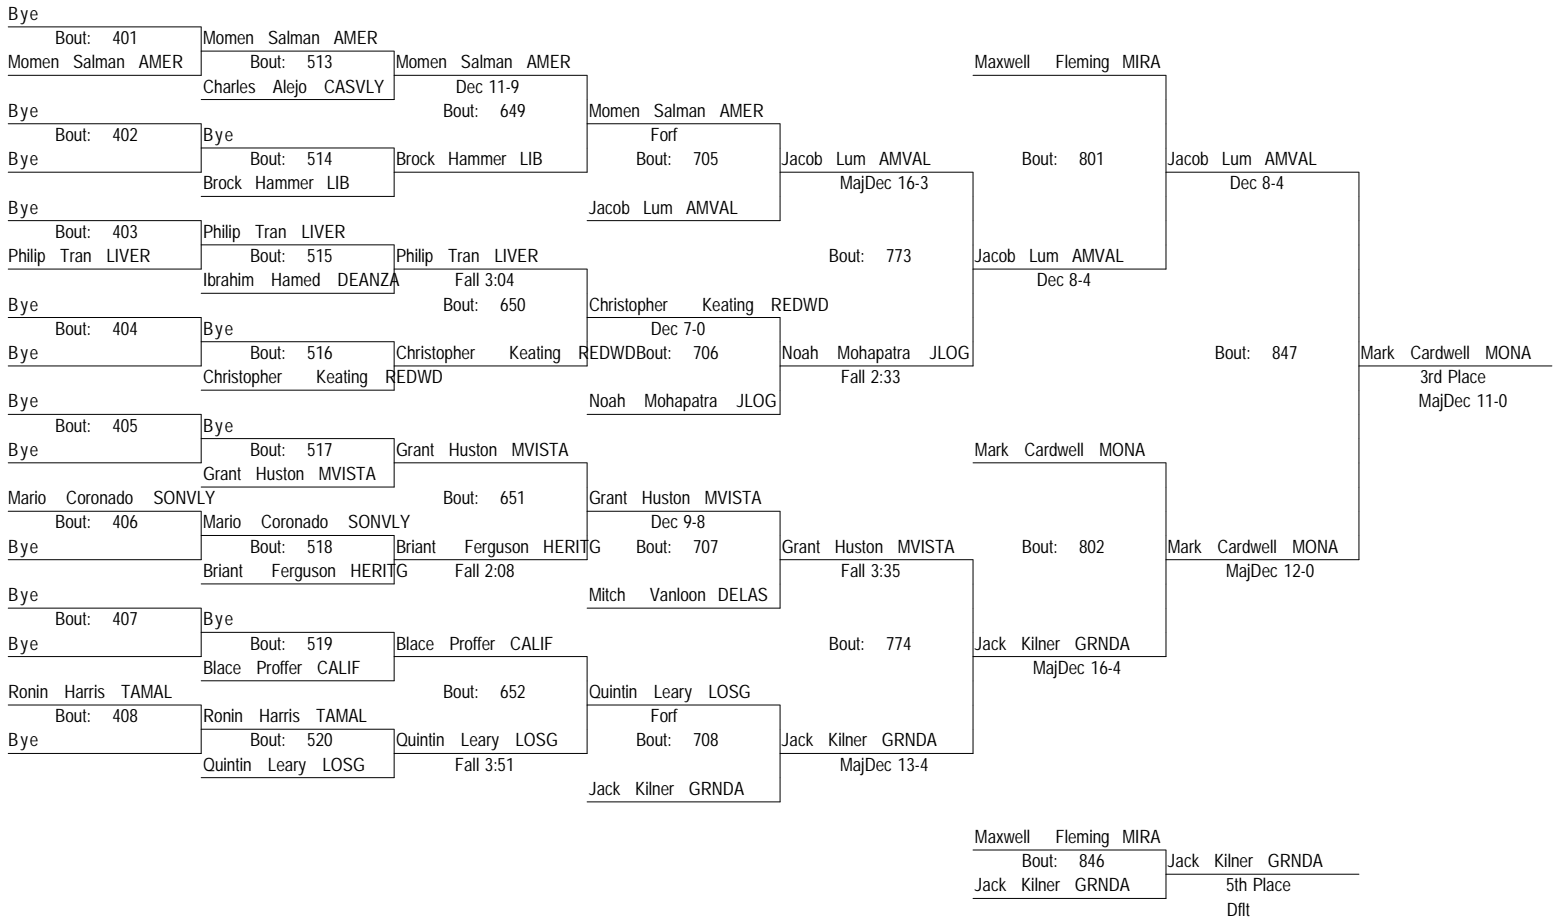 Bye
Bout: 401
Momen Salman AMER
Bye
Bout: 402
Bye
Bye
Bout: 403
Philip Tran LIVER
Bye
Bout: 404
Bye
Bye
Bout: 405
Bye
Mario Coronado SONVLY
Bout: 406
Bye
Bye
Bout: 407
Bye
Ronin Harris TAMAL
Bout: 408
Bye
Momen Salman AMER
Bout: 513
Charles Alejo CASVLY
Bye
Bout: 514
Brock Hammer LIB
Philip Tran LIVER
Bout: 515
Ibrahim Hamed DEANZA
Bye
Bout: 516
Christopher Keating REDWD
Bye
Bout: 517
Grant Huston MVISTA
Mario Coronado SONVLY
Bout: 518
Briant Ferguson HERITG
Bye
Bout: 519
Blace Proffer CALIF
Ronin Harris TAMAL
Bout: 520
Quintin Leary LOSG
Momen Salman AMER
Dec 11-9
Bout: 649
Brock Hammer LIB
Philip Tran LIVER
Fall 3:04
Bout: 650
Christopher Keating REDWD
Grant Huston MVISTA
Bout: 651
Briant Ferguson HERITG
Fall 2:08
Blace Proffer CALIF
Bout: 652
Quintin Leary LOSG
Fall 3:51
Momen Salman AMER
Forf
Bout: 705
Jacob Lum AMVAL
Christopher Keating REDWD
Dec 7-0
Bout: 706
Noah Mohapatra JLOG
Grant Huston MVISTA
Dec 9-8
Bout: 707
Mitch Vanloon DELAS
Quintin Leary LOSG
Forf
Bout: 708
Jack Kilner GRNDA
Jacob Lum AMVAL
MajDec 16-3
Bout: 773
Noah Mohapatra JLOG
Fall 2:33
Grant Huston MVISTA
Fall 3:35
Bout: 774
Jack Kilner GRNDA
MajDec 13-4
Maxwell Fleming MIRA
Bout: 801
Jacob Lum AMVAL
Dec 8-4
Mark Cardwell MONA
Bout: 802
Jack Kilner GRNDA
MajDec 16-4
Jacob Lum AMVAL
Dec 8-4
Bout: 847
Mark Cardwell MONA
MajDec 12-0
Mark Cardwell MONA
3rd Place
MajDec 11-0
Maxwell Fleming MIRA
Bout: 846
Jack Kilner GRNDA
Jack Kilner GRNDA
5th Place
Dflt